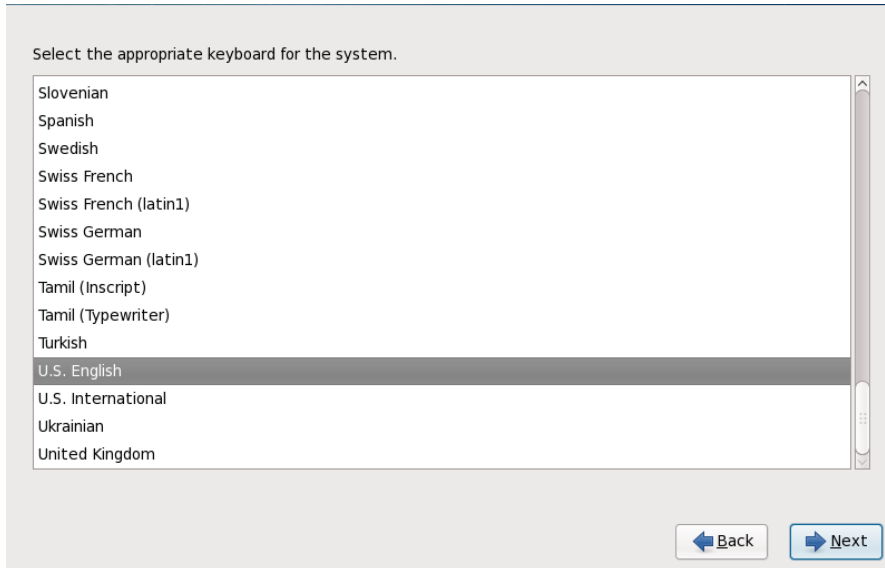 Select the appropriate keyboard for the system.
Slovenian
Spanish
Swedish
Swiss French
Swiss French (latin1)
Swiss German
Swiss German (latin1)
Tamil (Inscript)
Tamil (Typewriter)
Turkish
U.S. English
U.S. International
Ukrainian
United Kingdom
Back Next